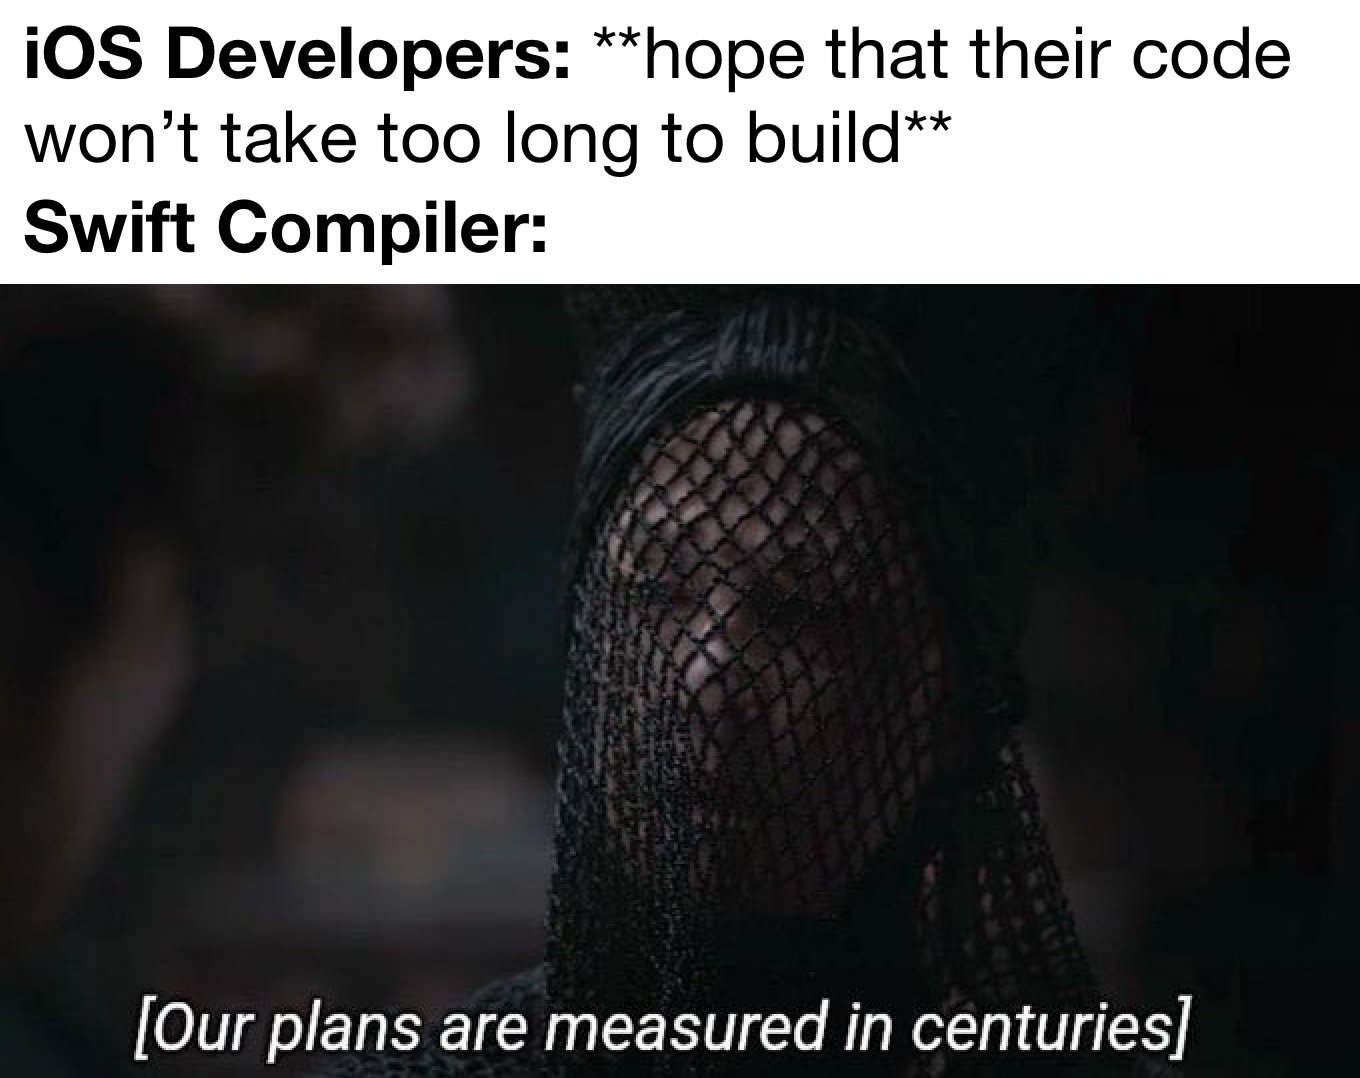 iOS Developers: **hope that their code
won’t take too long to build**
Swift Compiler:
[Our plans are measured in centuries]